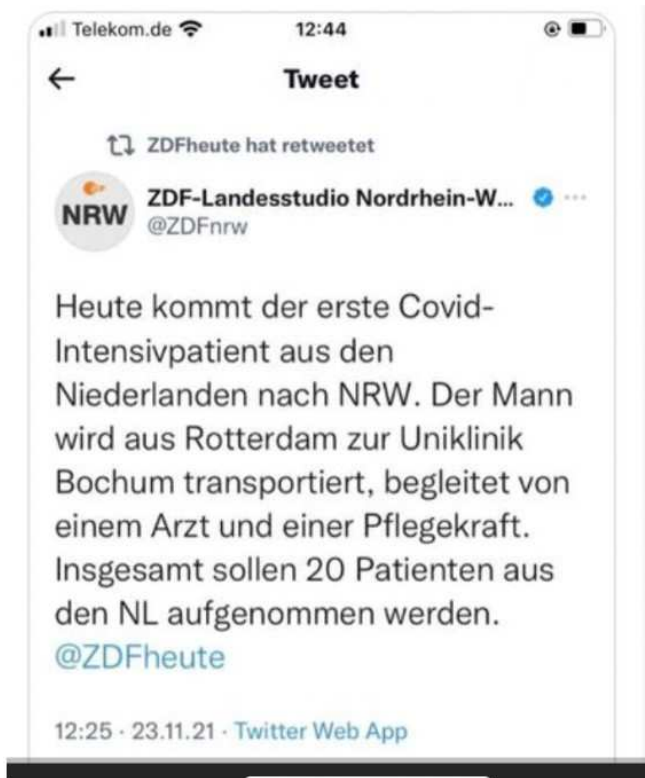 Telekom.de 12:44
Tweet
ZDFheute hat retweetet
NRW
ZDF-Landesstudio Nordrhein-W... ...
@ZDFnrw
Heute kommt der erste Covid-
Intensivpatient aus den
Niederlanden nach NRW. Der Mann
wird aus Rotterdam zur Uniklinik
Bochum transportiert, begleitet von
einem Arzt und einer Pflegekraft.
Insgesamt sollen 20 Patienten aus
den NL aufgenommen werden.
@ZDFheute
12:25 · 23.11.21 · Twitter Web App